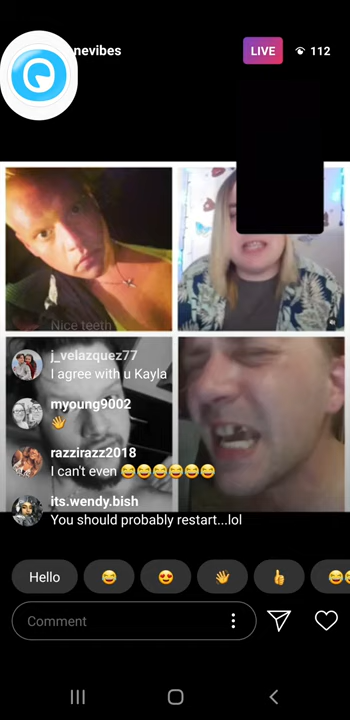 nevibes
LIVE
112
Nice teeth
j_velazquez77
I agree with u Kayla
myoung9002
👋
razzirazz2018
I can't even 😂😂😂😂😂😂
its.wendy.bish
You should probably restart...lol
Hello 😂 😍 👋 👍 😂
Comment